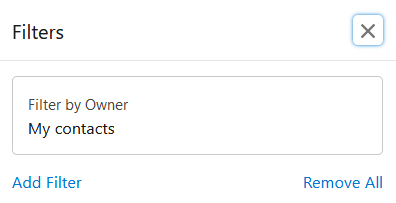 Filters
Filter by Owner
My contacts
Add Filter Remove All